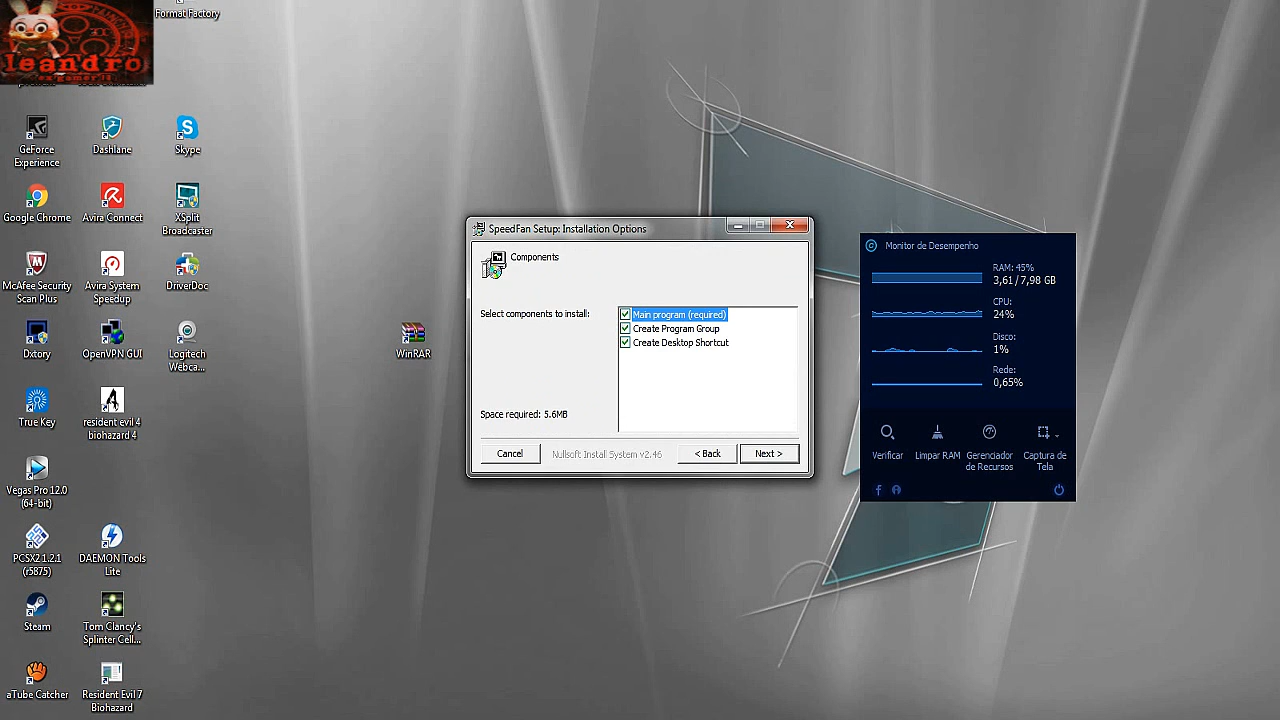 Format Factory
leandro
GeForce
Experience
Dashlane
Skype
Google Chrome
Avira Connect
XSplit
Broadcaster
McAfee Security
Scan Plus
Avira System
Speedup
DriverDoc
Dxtory
OpenVPN GUI
Logitech
Webca...
WinRAR
True Key
resident evil 4
biohazard 4
Vegas Pro 12.0
(64-bit)
PCSX2.1.2.1
(r5875)
DAEMON Tools
Lite
Steam
Tom Clancy's
Splinter Cell...
aTube Catcher
Resident Evil 7
Biohazard
SpeedFan Setup: Installation Options
Components
Select components to install:
Main program (required)
Create Program Group
Create Desktop Shortcut
Space required: 5.6MB
Cancel
Nullsoft Install System v2.46
< Back
Next >
Monitor de Desempenho
RAM: 45%
3,61/7,98 GB
CPU:
24%
Disco:
1%
Rede:
0,65%
Verificar
Limpar RAM
Gerenciador
de Recursos
Captura de
Tela